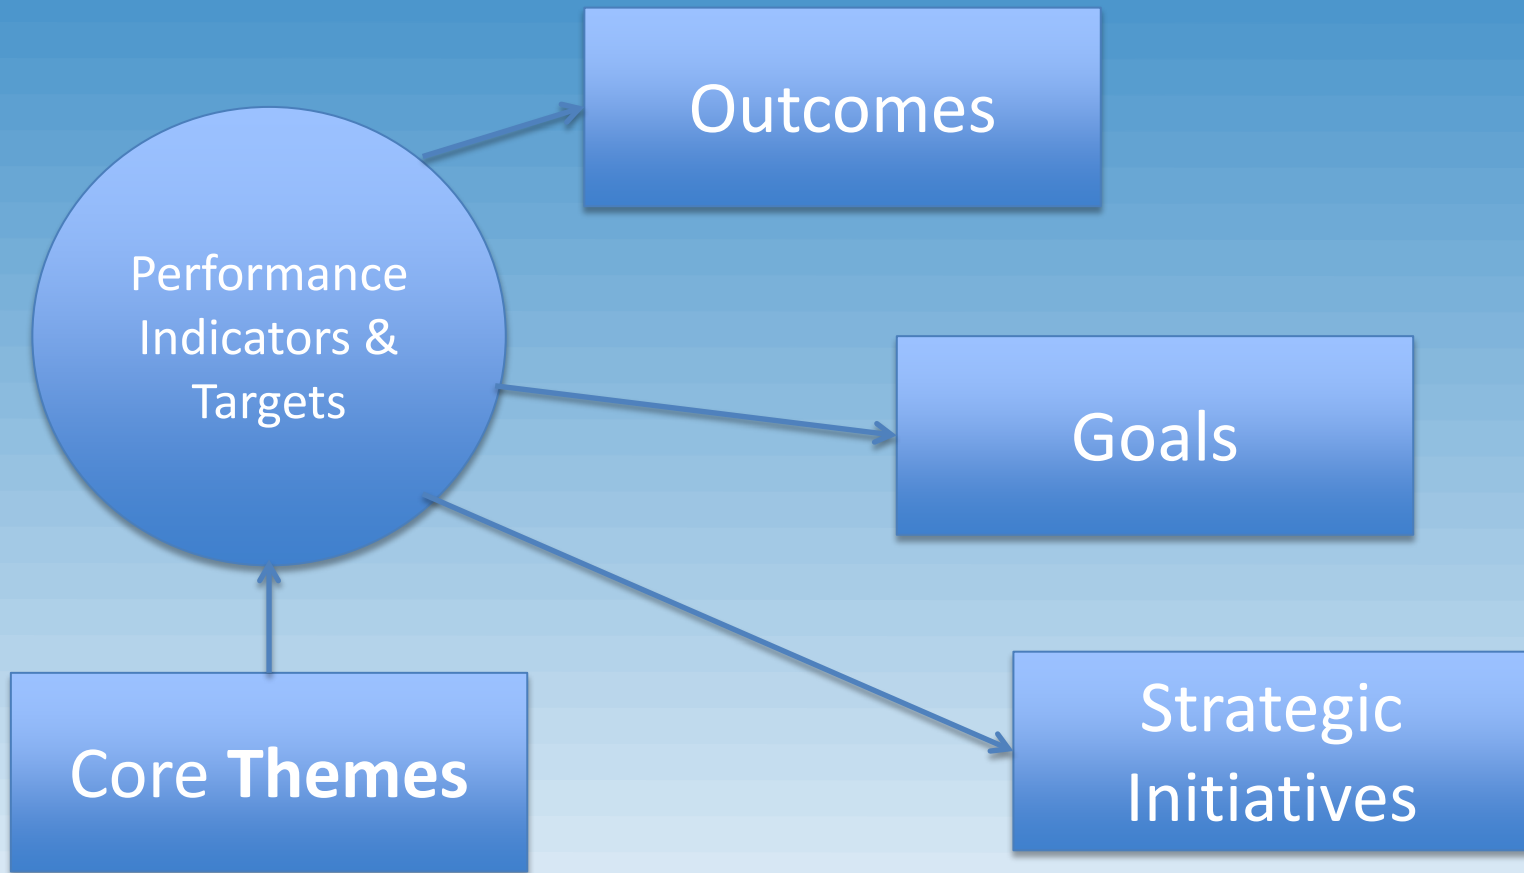 Outcomes
Performance
Indicators &
Targets
Goals
Strategic
Initiatives
Core Themes